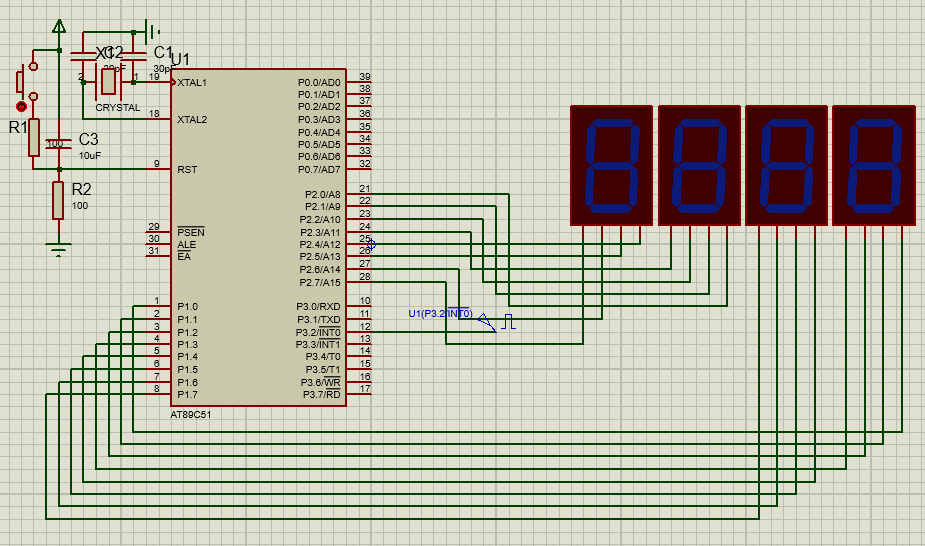 X1
C2
C1
U1
30pF
30pF
2
1
19
XTAL1
P0.0/AD0
39
P0.1/AD1
38
P0.2/AD2
37
CRYSTAL
18
XTAL2
P0.3/AD3
36
P0.4/AD4
35
R1
100
C3
10uF
P0.5/AD5
34
P0.6/AD6
33
9
RST
P0.7/AD7
32
R2
100
P2.0/A8
21
P2.1/A9
22
P2.2/A10
23
29
PSEN
P2.3/A11
24
30
ALE
P2.4/A12
25
31
EA
P2.5/A13
26
P2.6/A14
27
P2.7/A15
28
1
P1.0
P3.0/RXD
10
2
P1.1
P3.1/TXD
11
U1(P3.2/INT0)
3
P1.2
P3.2/INT0
12
4
P1.3
P3.3/INT1
13
5
P1.4
P3.4/T0
14
6
P1.5
P3.5/T1
15
7
P1.6
P3.6/WR
16
8
P1.7
P3.7/RD
17
AT89C51